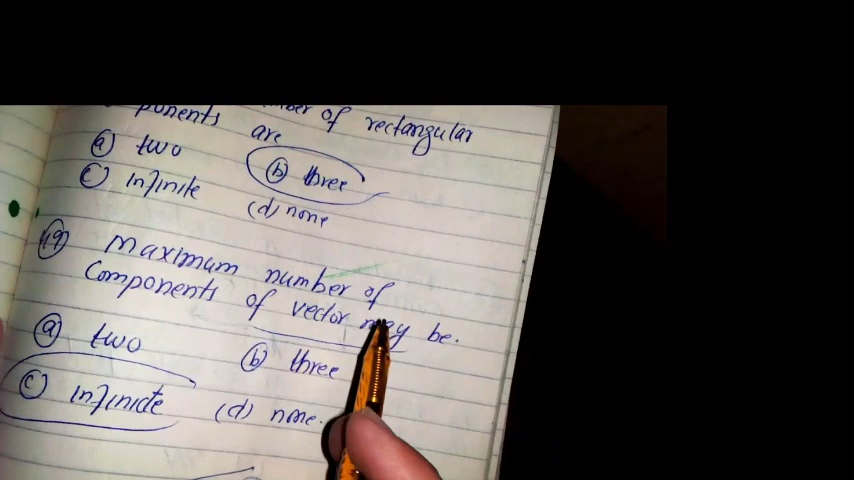 ponents are of rectangular
(a) two (b) three
(c) infinite (d) none
(49) Maximum number of
Components of vector may be.
(a) two (b) three
(c) infinite (d) none.